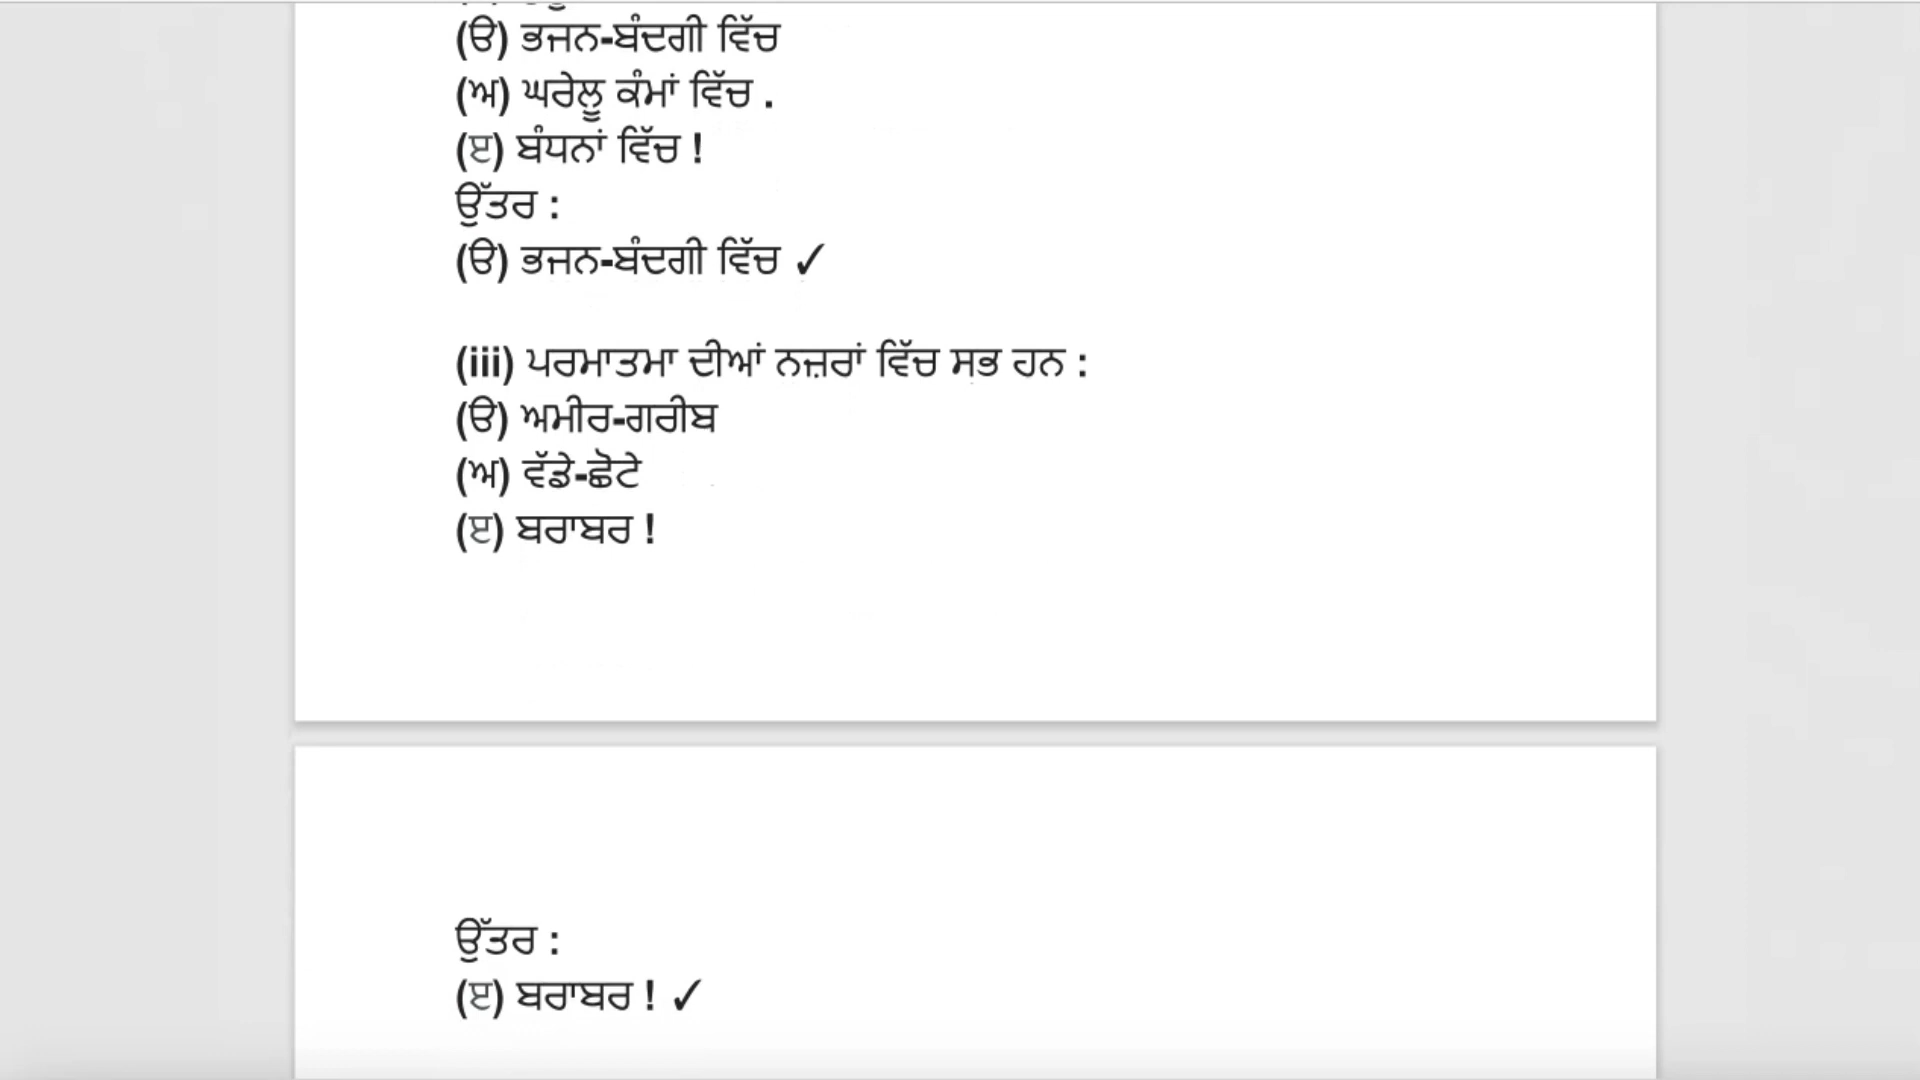 (ੳ) ਭਜਨ-ਬੰਦਗੀ ਵਿੱਚ
(ਅ) ਘਰੇਲੂ ਕੰਮਾਂ ਵਿੱਚ .
(ੲ) ਬੰਧਨਾਂ ਵਿੱਚ !
ਉੱਤਰ :
(ੳ) ਭਜਨ-ਬੰਦਗੀ ਵਿੱਚ ✓
(iii) ਪਰਮਾਤਮਾ ਦੀਆਂ ਨਜ਼ਰਾਂ ਵਿੱਚ ਸਭ ਹਨ :
(ੳ) ਅਮੀਰ-ਗਰੀਬ
(ਅ) ਵੱਡੇ-ਛੋਟੇ
(ੲ) ਬਰਾਬਰ !
ਉੱਤਰ :
(ੲ) ਬਰਾਬਰ ! ✓